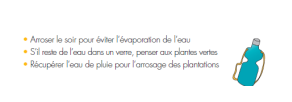 • Arroser le soir pour éviter l'évaporation de l'eau
• S'il reste de l'eau dans un verre, penser aux plantes vertes
• Récupérer l'eau de pluie pour l'arrosage des plantations